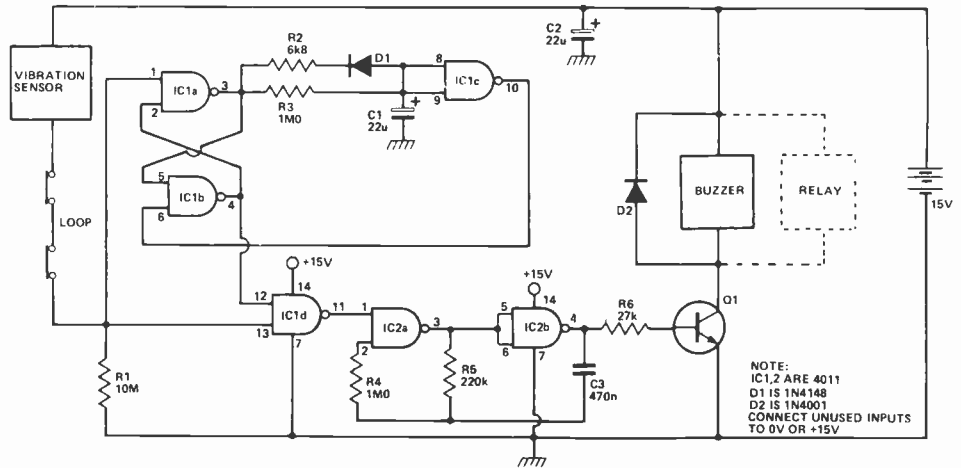 VIBRATION
SENSOR
LOOP
R1
10M
1
2
IC1a
3
R2
6k8
D1
R3
1M0
C1
22u
+
8
9
IC1c
10
5
6
IC1b
4
C2
22u
+
+15V
12
13
14
IC1d
7
11
1
2
IC2a
3
R4
1M0
R5
220k
+15V
5
6
14
IC2b
7
4
C3
470n
R6
27k
Q1
D2
BUZZER
RELAY
15V
NOTE:
IC1,2 ARE 4011
D1 IS 1N4148
D2 IS 1N4001
CONNECT UNUSED INPUTS
TO 0V OR +15V